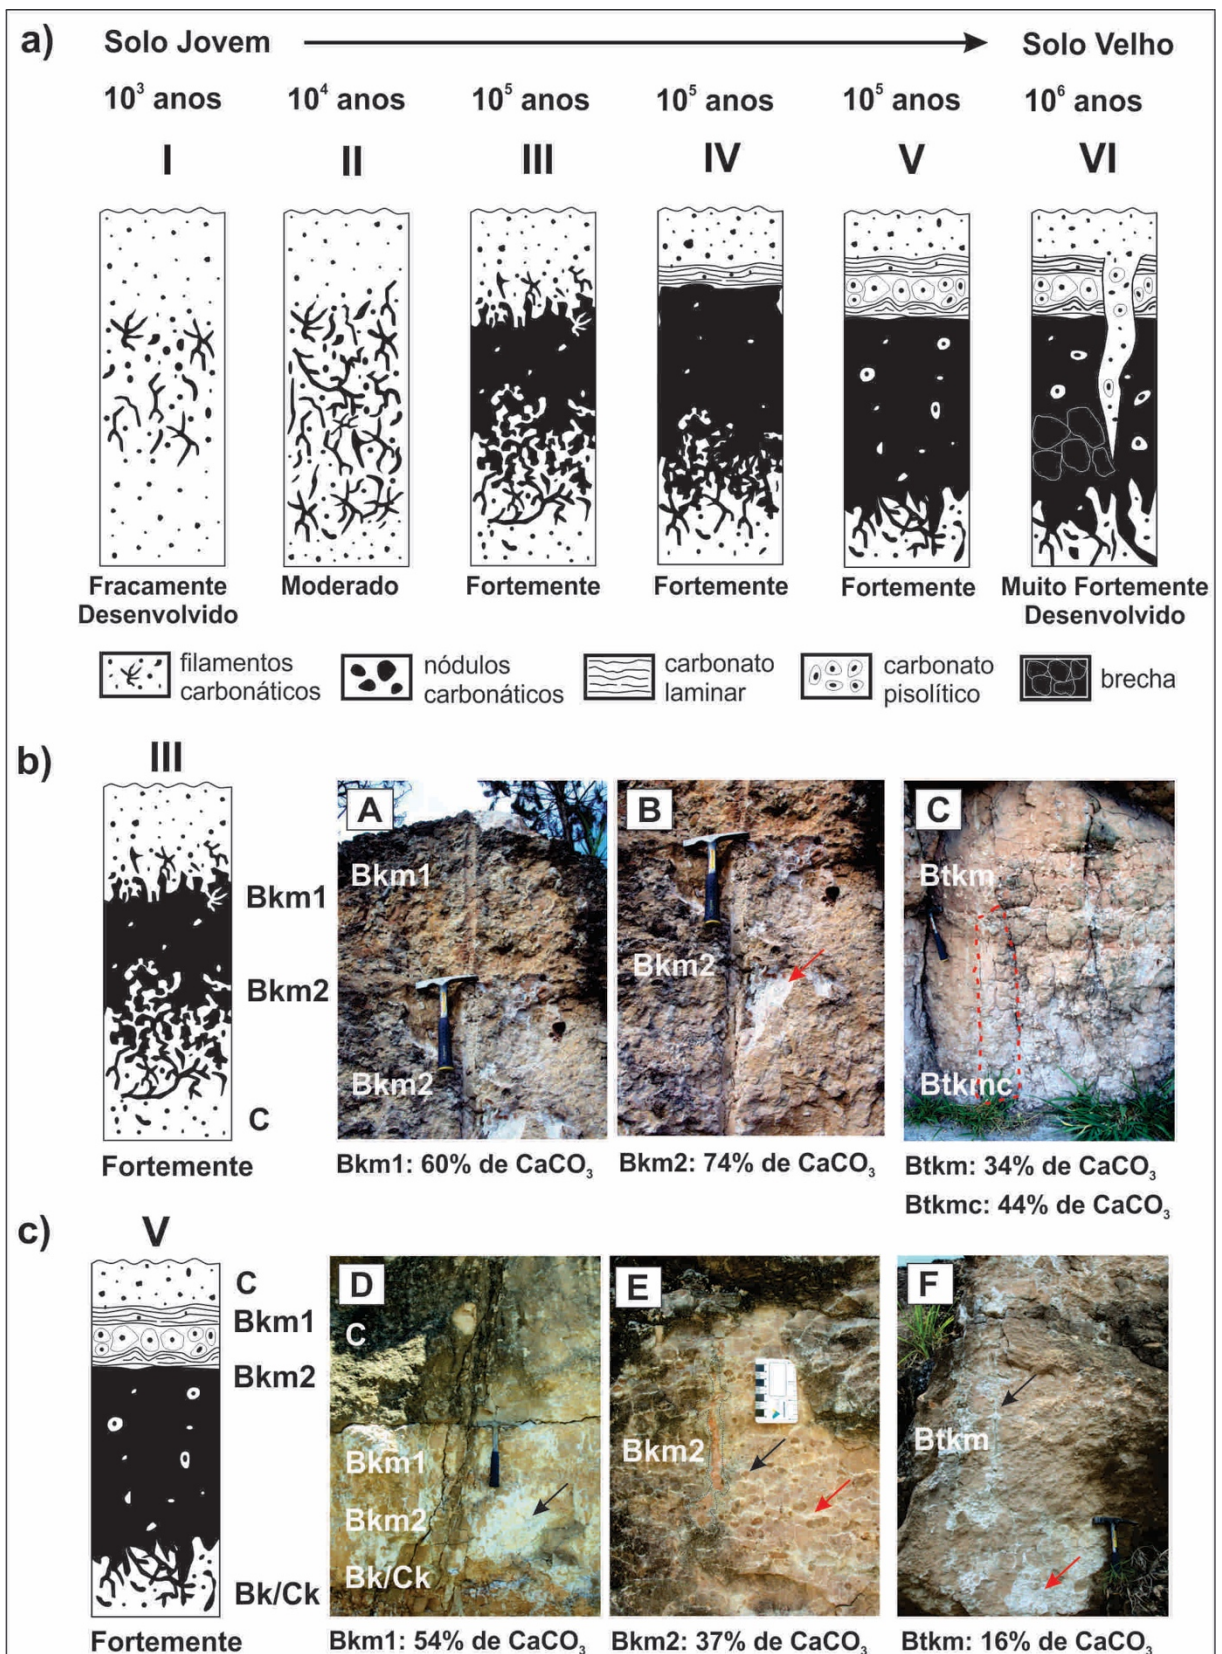 a)
Solo Jovem
Solo Velho
10³ anos
10⁴ anos
10⁵ anos
10⁵ anos
10⁵ anos
10⁶ anos
I
II
III
IV
V
VI
Fracamente
Desenvolvido
Moderado
Fortemente
Fortemente
Fortemente
Muito Fortemente
Desenvolvido
filamentos
carbonáticos
nódulos
carbonáticos
carbonato
laminar
carbonato
pisolítico
brecha
b)
III
Bkm1
Bkm2
C
Fortemente
A
Bkm1
Bkm2
Bkm1: 60% de CaCO₃
B
Bkm2
Bkm2: 74% de CaCO₃
C
Btkm
Btkmc
Btkm: 34% de CaCO₃
Btkmc: 44% de CaCO₃
c)
V
C
Bkm1
Bkm2
Bk/Ck
Fortemente
D
C
Bkm1
Bkm2
Bk/Ck
Bkm1: 54% de CaCO₃
E
Bkm2
Bkm2: 37% de CaCO₃
F
Btkm
Btkm: 16% de CaCO₃